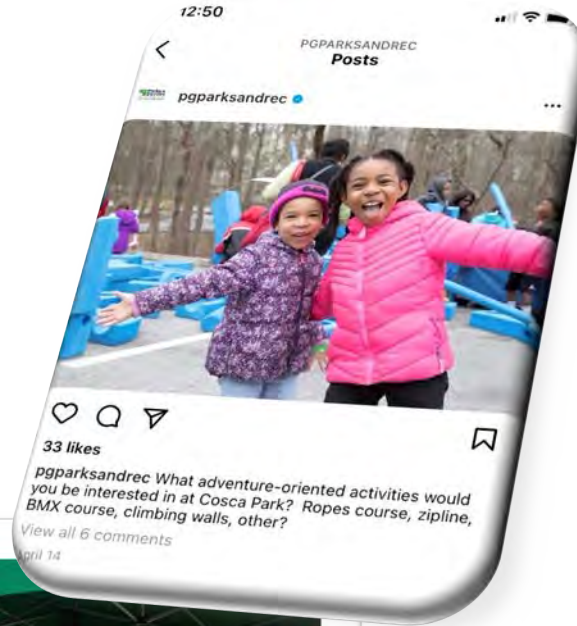 12:50
PGPARKSANDREC
Posts
pgparksandrec
33 likes
pgparksandrec What adventure-oriented activities would
you be interested in at Cosca Park? Ropes course, zipline,
BMX course, climbing walls, other?
View all 6 comments
April 14